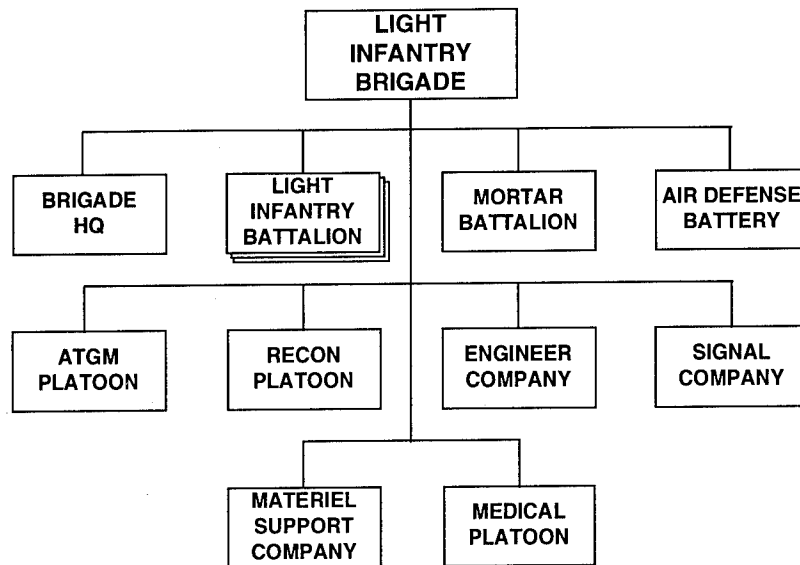 LIGHT
INFANTRY
BRIGADE
BRIGADE
HQ
LIGHT
INFANTRY
BATTALION
MORTAR
BATTALION
AIR DEFENSE
BATTERY
ATGM
PLATOON
RECON
PLATOON
ENGINEER
COMPANY
SIGNAL
COMPANY
MATERIEL
SUPPORT
COMPANY
MEDICAL
PLATOON